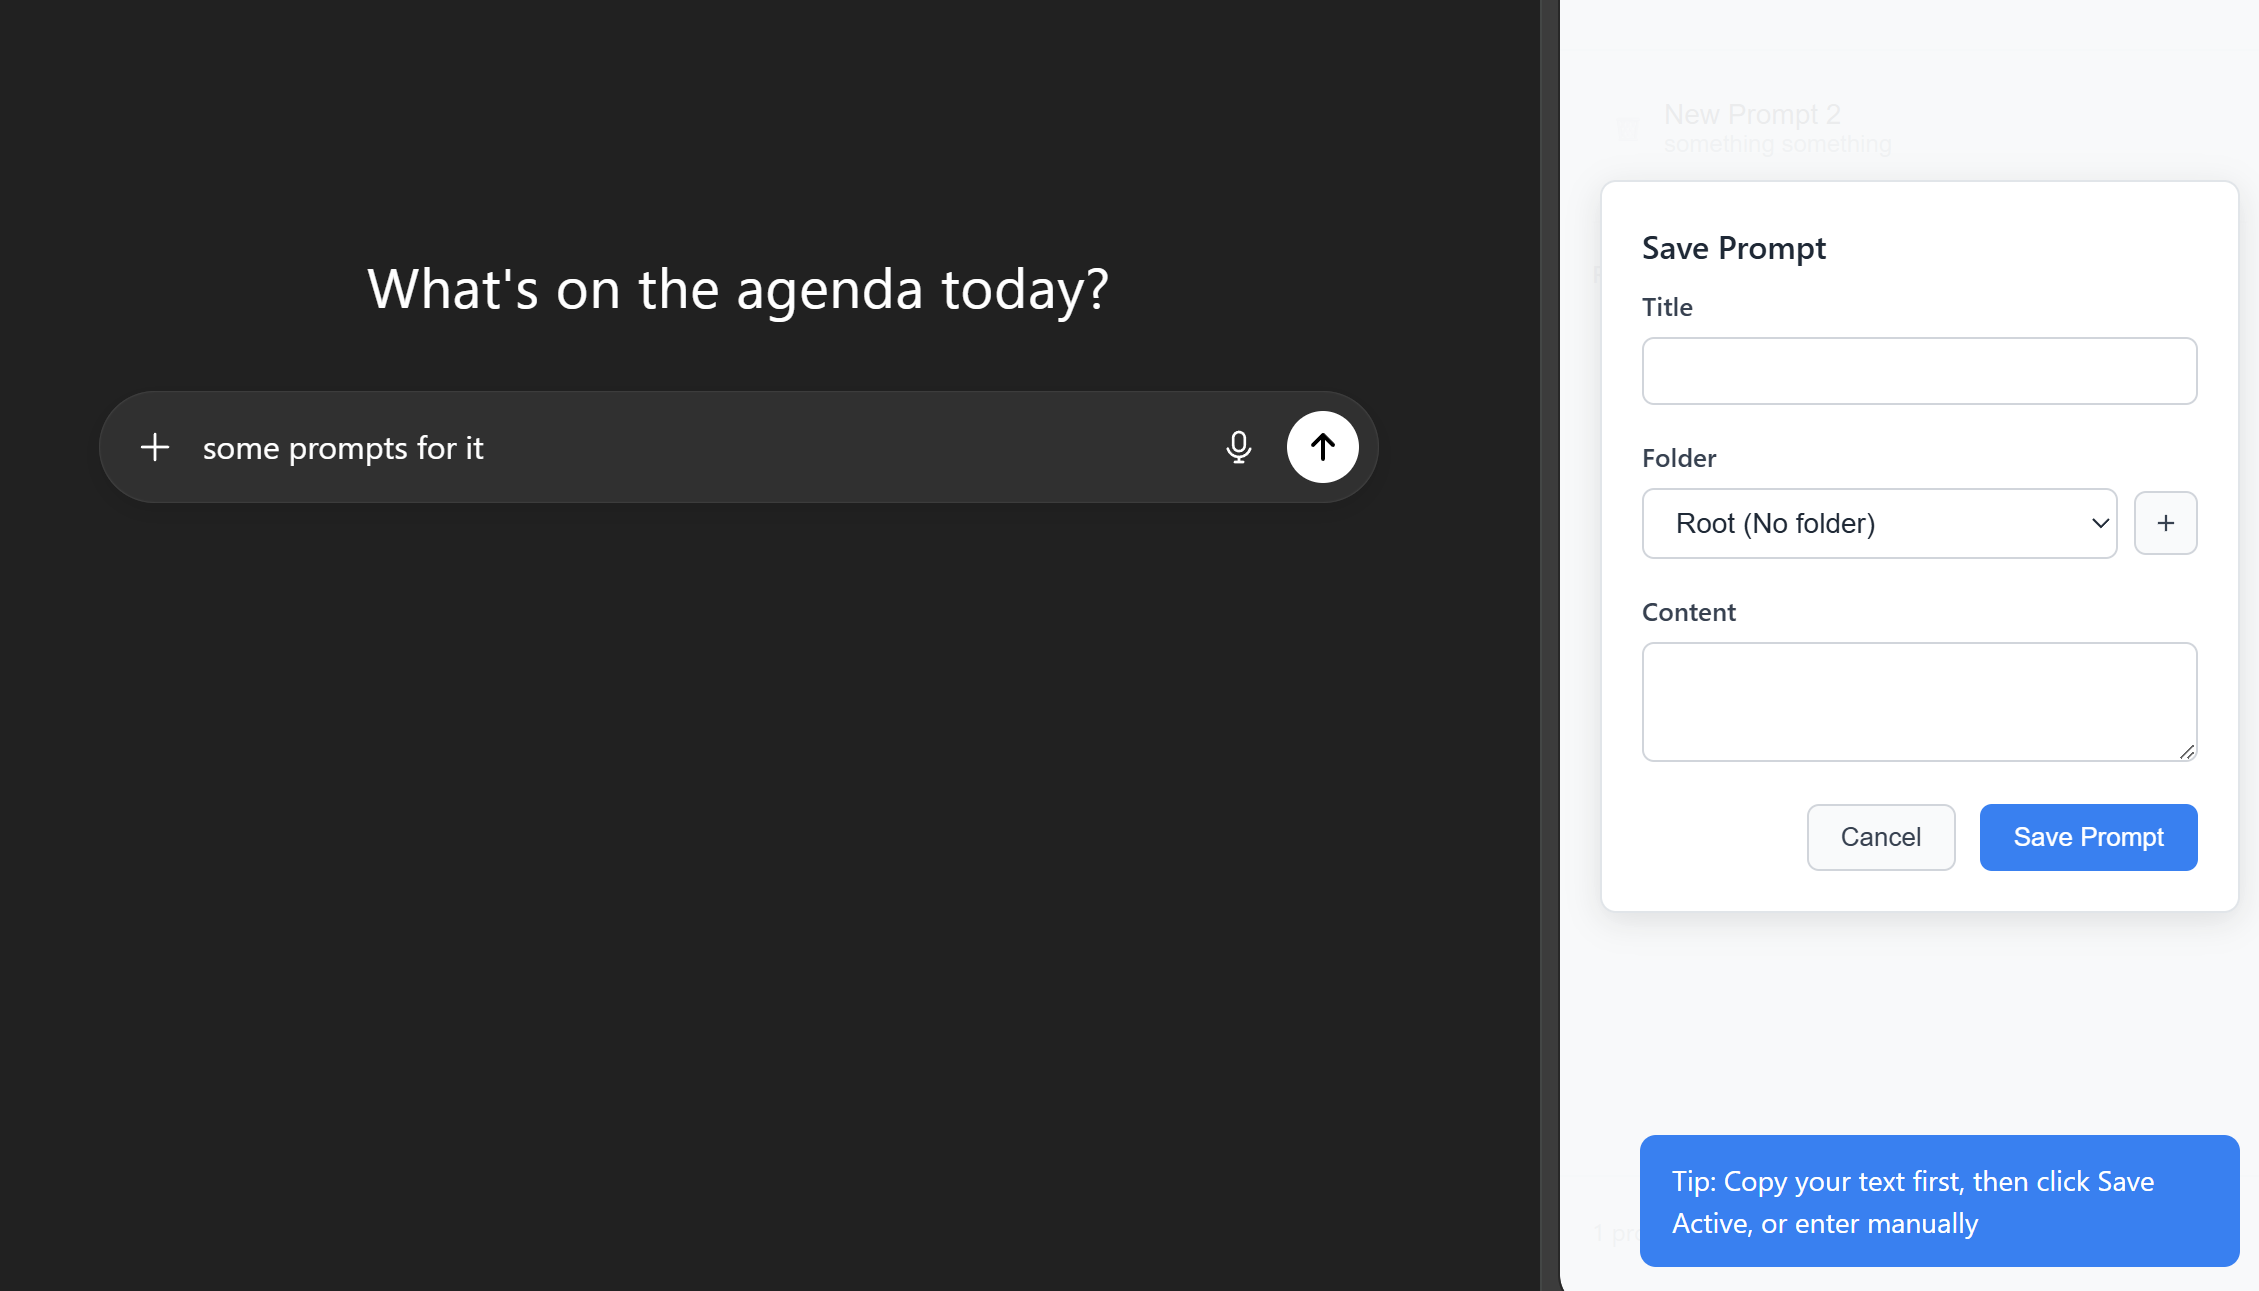 What's on the agenda today?
some prompts for it
New Prompt 2
something something
Save Prompt
Title
Folder
Root (No folder)
+
Content
Cancel
Save Prompt
Tip: Copy your text first, then click Save
Active, or enter manually
1